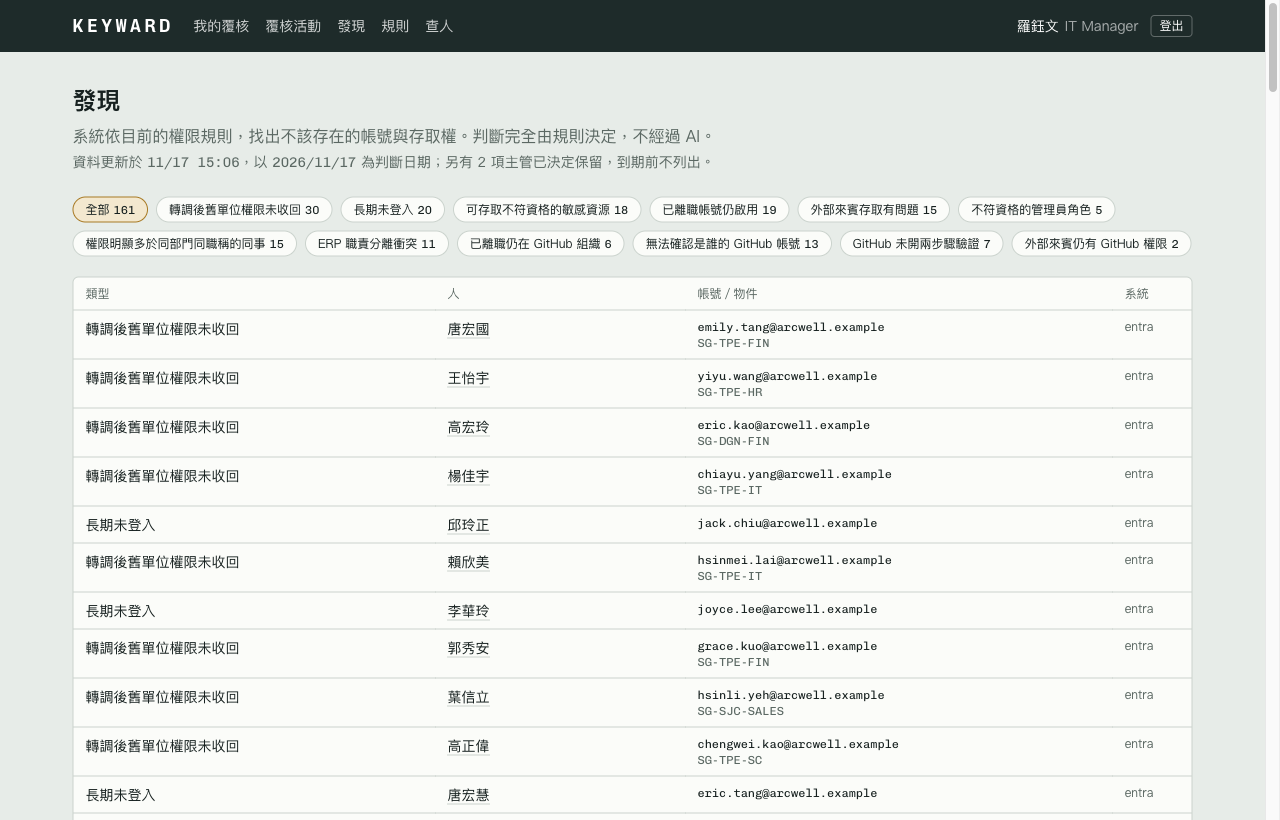 KEYWARD 我的覆核 覆核活動 發現 規則 查人 羅鈺文 IT Manager 登出
發現
系統依目前的權限規則，找出不該存在的帳號與存取權。判斷完全由規則決定，不經過 AI。
資料更新於 11/17 15:06，以 2026/11/17 為判斷日期；另有 2 項主管已決定保留，到期前不列出。
全部 161 轉調後舊單位權限未收回 30 長期未登入 20 可存取不符資格的敏感資源 18 已離職帳號仍啟用 19 外部來賓存取有問題 15 不符資格的管理員角色 5
權限明顯多於同部門同職稱的同事 15 ERP 職責分離衝突 11 已離職仍在 GitHub 組織 6 無法確認是誰的 GitHub 帳號 13 GitHub 未開兩步驟驗證 7 外部來賓仍有 GitHub 權限 2
類型 人 帳號 / 物件 系統
轉調後舊單位權限未收回 唐宏國 emily.tang@arcwell.example entra
SG-TPE-FIN
轉調後舊單位權限未收回 王怡宇 yiyu.wang@arcwell.example entra
SG-TPE-HR
轉調後舊單位權限未收回 高宏玲 eric.kao@arcwell.example entra
SG-DGN-FIN
轉調後舊單位權限未收回 楊佳宇 chiayu.yang@arcwell.example entra
SG-TPE-IT
長期未登入 邱玲正 jack.chiu@arcwell.example entra
轉調後舊單位權限未收回 賴欣美 hsinmei.lai@arcwell.example entra
SG-TPE-IT
長期未登入 李華玲 joyce.lee@arcwell.example entra
轉調後舊單位權限未收回 郭秀安 grace.kuo@arcwell.example entra
SG-TPE-FIN
轉調後舊單位權限未收回 葉信立 hsinli.yeh@arcwell.example entra
SG-SJC-SALES
轉調後舊單位權限未收回 高正偉 chengwei.kao@arcwell.example entra
SG-TPE-SC
長期未登入 唐宏慧 eric.tang@arcwell.example entra